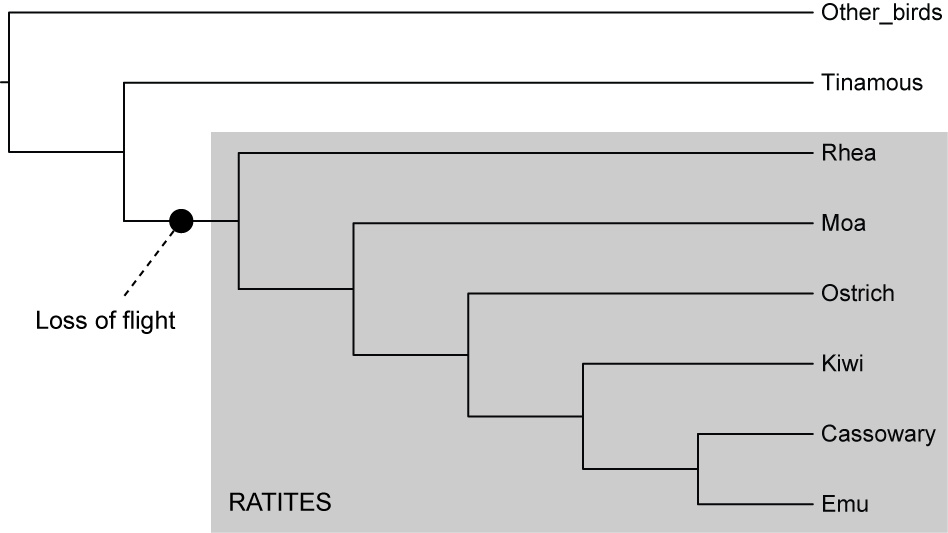 Other_birds
Tinamous
Rhea
Moa
Ostrich
Loss of flight
Kiwi
Cassowary
RATITES
Emu